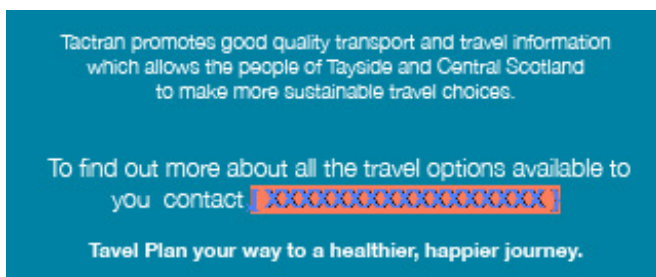 Tactran promotes good quality transport and travel information
which allows the people of Tayside and Central Scotland
to make more sustainable travel choices.
To find out more about all the travel options available to
you contact [ XXXXXXXXXXXXXXXXXXXX ]
Tavel Plan your way to a healthier, happier journey.